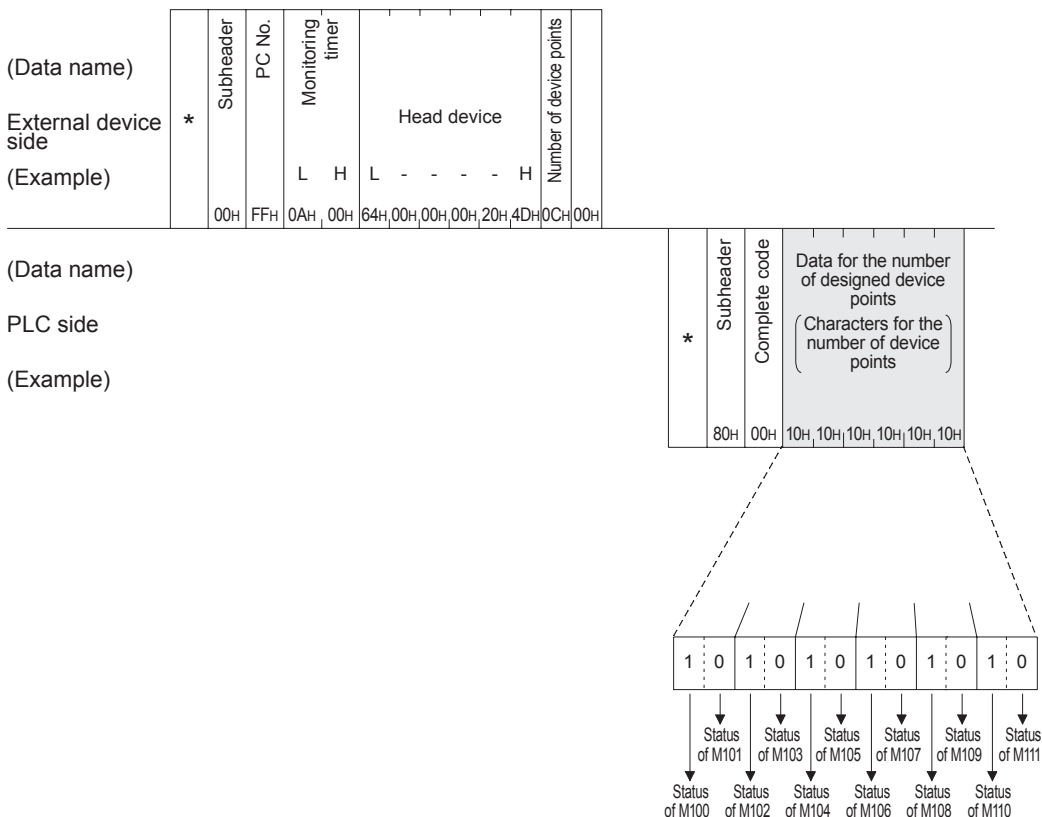 (Data name)
External device
side
(Example)
*
Subheader
00H
PC No.
FFH
Monitoring
timer
L H
0AH 00H
Head device
L - - - - H
64H 00H 00H 00H 20H 4DH
Number of device points
0CH 00H
(Data name)
PLC side
(Example)
*
Subheader
80H
Complete code
00H
Data for the number
of designed device
points
(Characters for the
number of device
points)
10H 10H 10H 10H 10H 10H
1 0 1 0 1 0 1 0 1 0 1 0
Status
of M101
Status
of M103
Status
of M105
Status
of M107
Status
of M109
Status
of M111
Status
of M100
Status
of M102
Status
of M104
Status
of M106
Status
of M108
Status
of M110